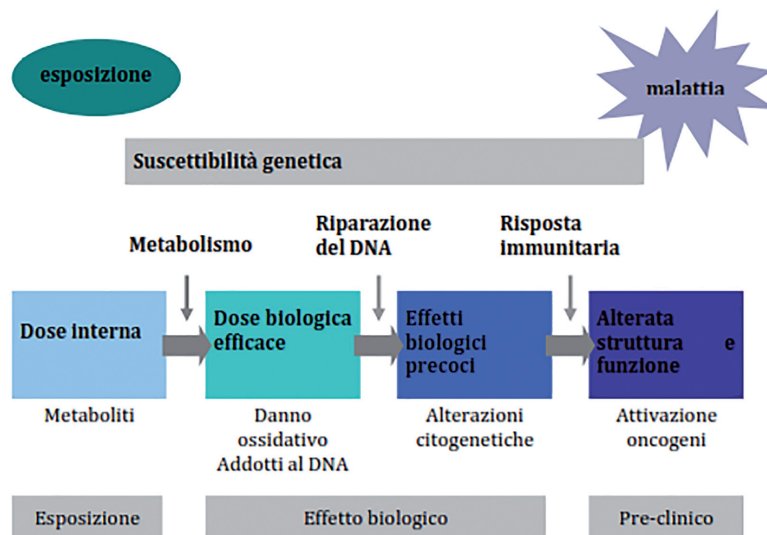 esposizione
malattia
Suscettibilità genetica
Metabolismo
Riparazione
del DNA
Risposta
immunitaria
Dose interna
Dose biologica
efficace
Effetti
biologici
precoci
Alterata
struttura e
funzione
Metaboliti
Danno
ossidativo
Addotti al DNA
Alterazioni
citogenetiche
Attivazione
oncogeni
Esposizione
Effetto biologico
Pre-clinico